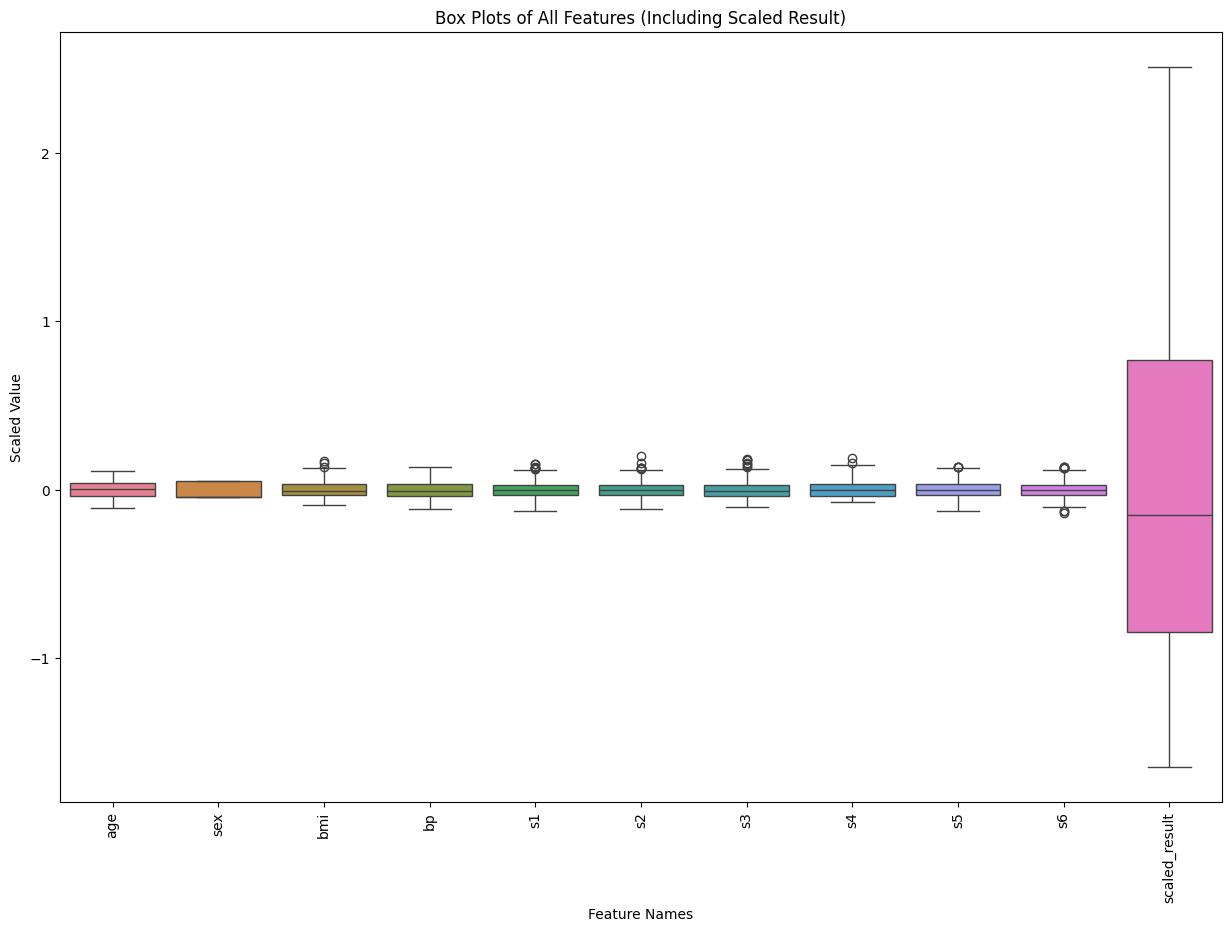 Box Plots of All Features (Including Scaled Result)
Scaled Value
2
1
0
−1
age
sex
bmi
bp
s1
s2
s3
s4
s5
s6
scaled_result
Feature Names